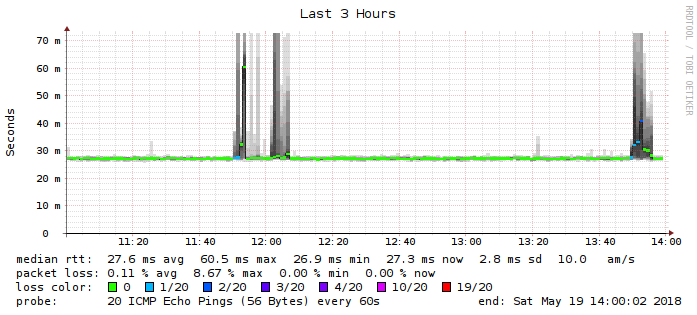 Last 3 Hours
RRDTOOL / TOBI OETIKER
Seconds
70 m
60 m
50 m
40 m
30 m
20 m
10 m
0
11:20 11:40 12:00 12:20 12:40 13:00 13:20 13:40 14:00
median rtt: 27.6 ms avg 60.5 ms max 26.9 ms min 27.3 ms now 2.8 ms sd 10.0 am/s
packet loss: 0.11 % avg 8.67 % max 0.00 % min 0.00 % now
loss color: 0 1/20 2/20 3/20 4/20 10/20 19/20
probe: 20 ICMP Echo Pings (56 Bytes) every 60s end: Sat May 19 14:00:02 2018